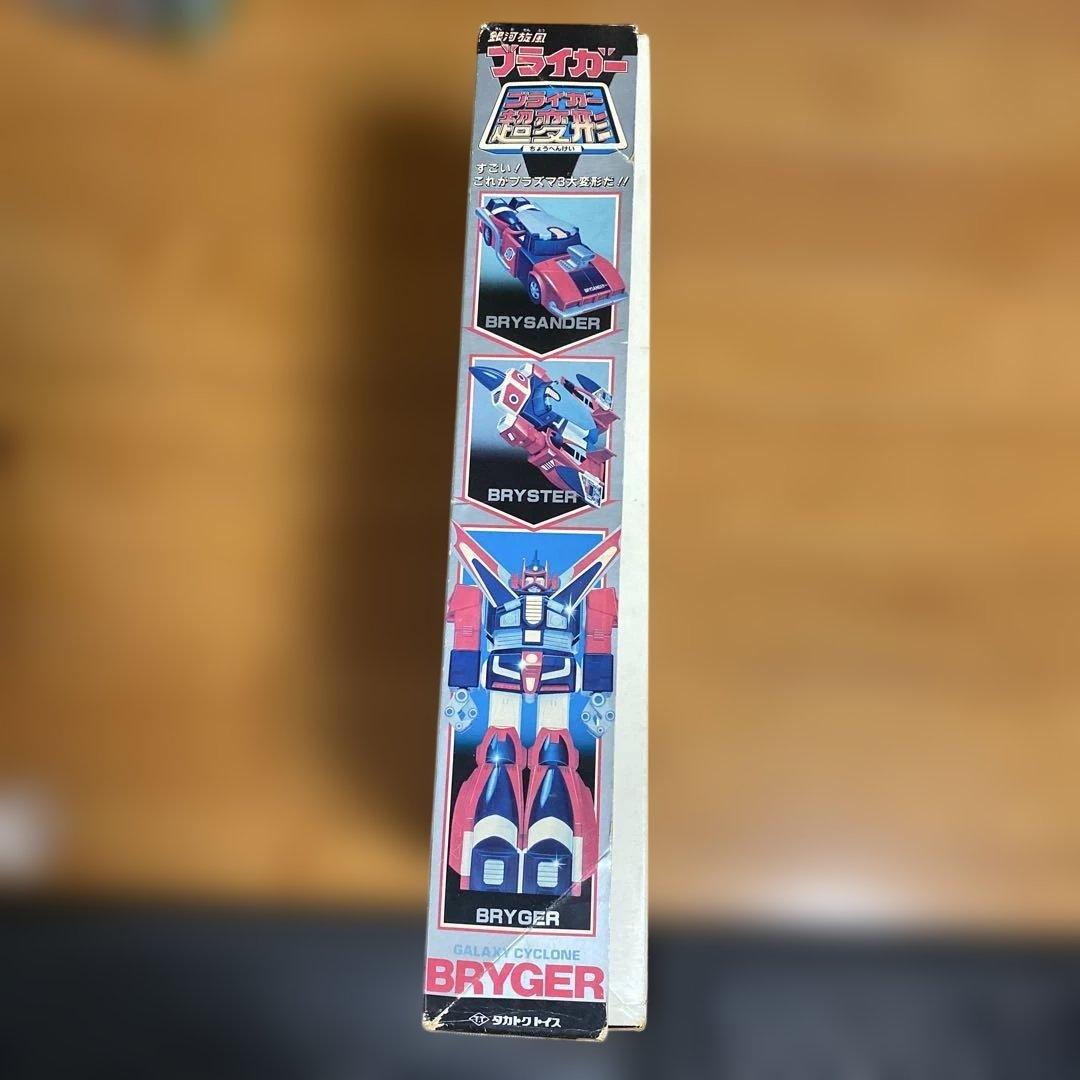 銀河旋風
ブライガー
ブライガー
超変形
ちょうへんけい
すごい!
これがプラズマ3大変形だ!!
BRYSANDER
BRYSANDER
BRYSTER
BRYGER
GALAXY CYCLONE
BRYGER
T.T タカトクトイス